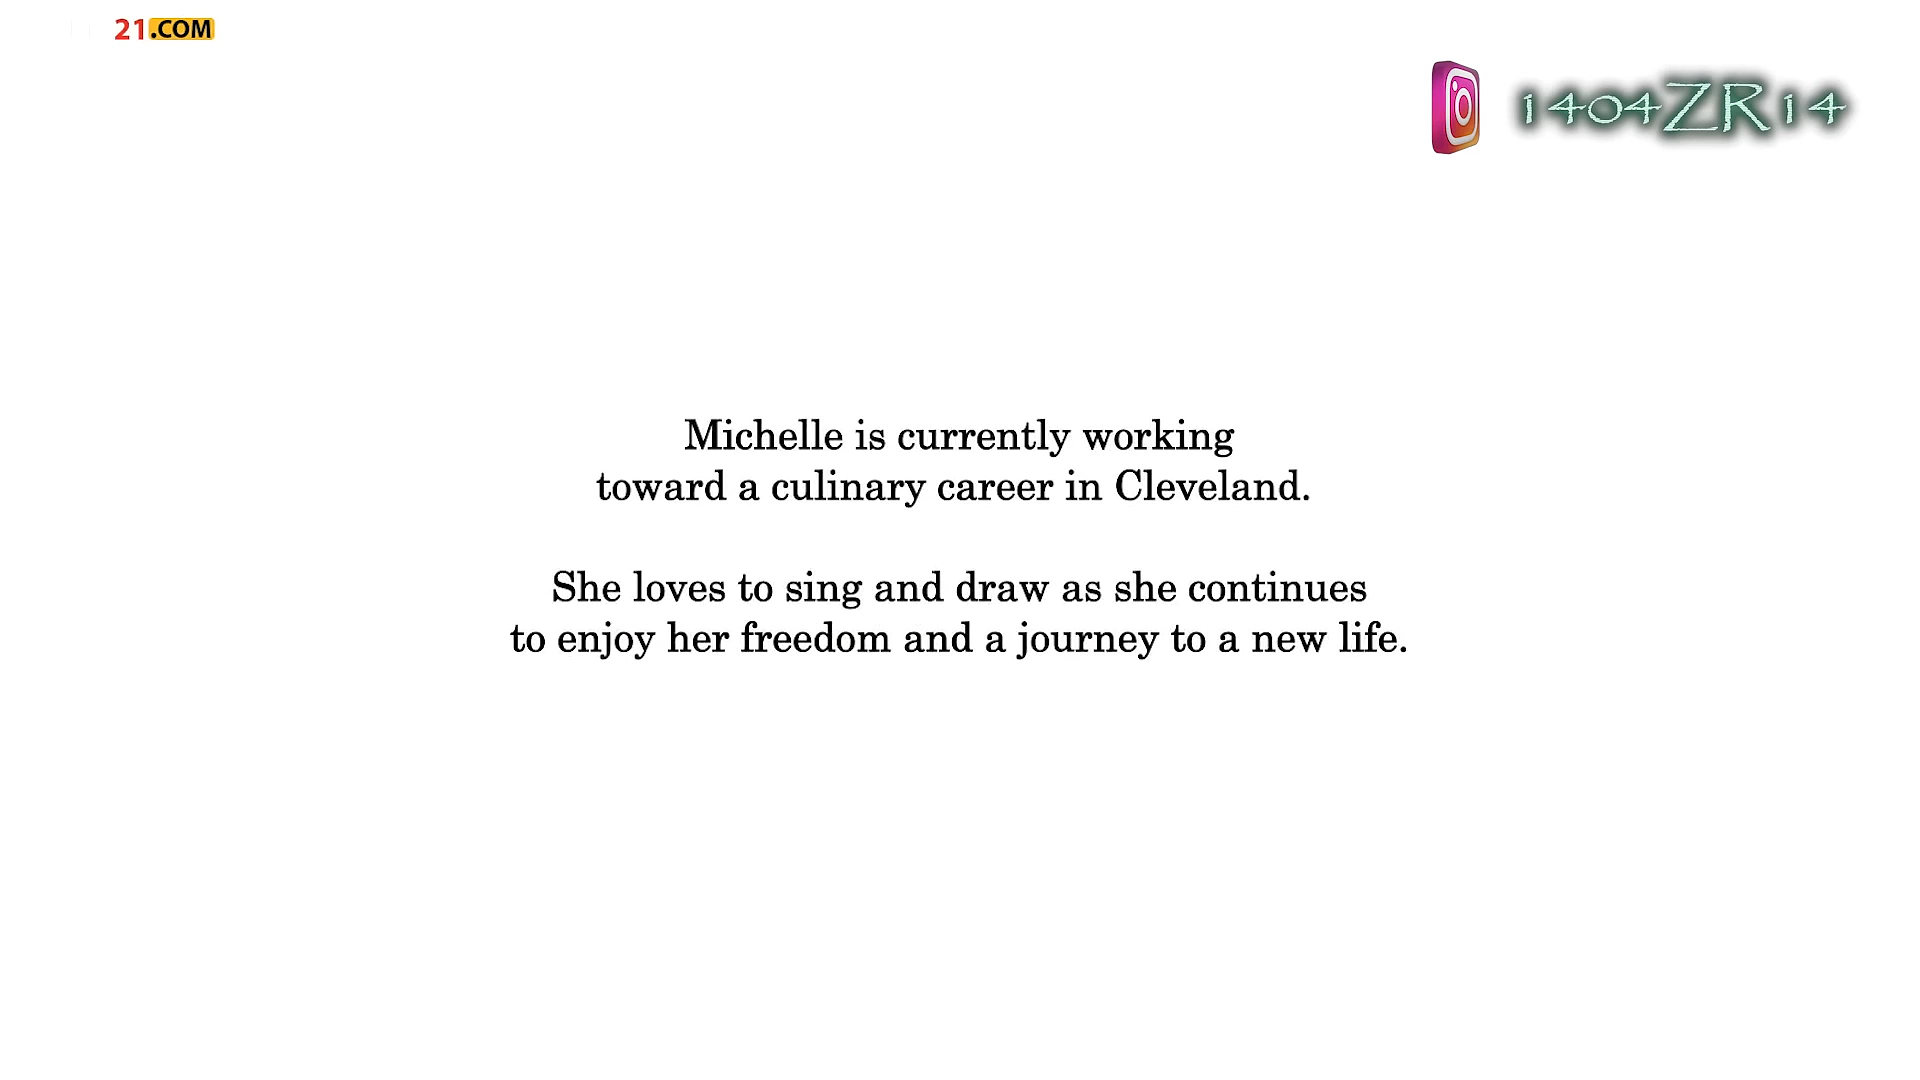 21.COM
1404ZR14
Michelle is currently working
toward a culinary career in Cleveland.
She loves to sing and draw as she continues
to enjoy her freedom and a journey to a new life.